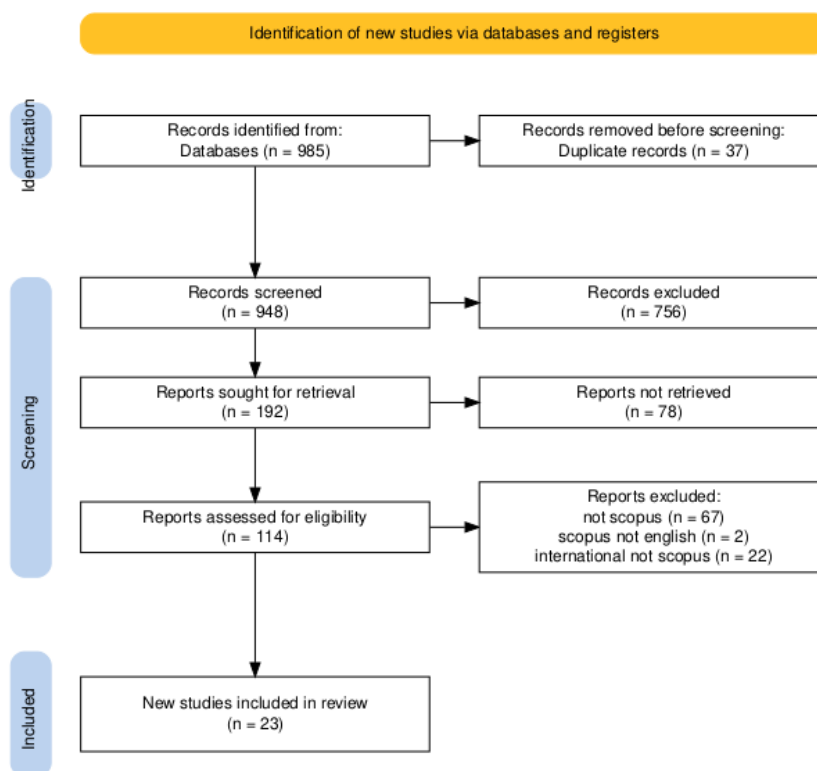 Identification of new studies via databases and registers
Identification
Records identified from:
Databases (n = 985)
Records removed before screening:
Duplicate records (n = 37)
Screening
Records screened
(n = 948)
Records excluded
(n = 756)
Reports sought for retrieval
(n = 192)
Reports not retrieved
(n = 78)
Reports assessed for eligibility
(n = 114)
Reports excluded:
not scopus (n = 67)
scopus not english (n = 2)
international not scopus (n = 22)
Included
New studies included in review
(n = 23)